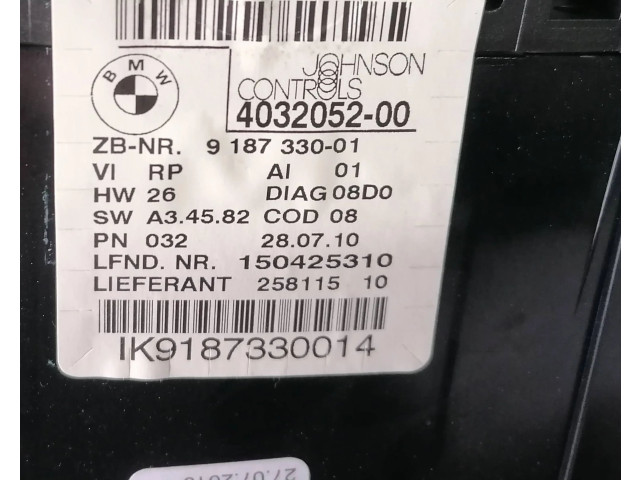 BMW
JOHNSON
CONTROLS
4032052-00
ZB-NR. 9 187 330-01
VI RP AI 01
HW 26 DIAG 08D0
SW A3.45.82 COD 08
PN 032 28.07.10
LFND. NR. 150425310
LIEFERANT 258115 10
IK9187330014